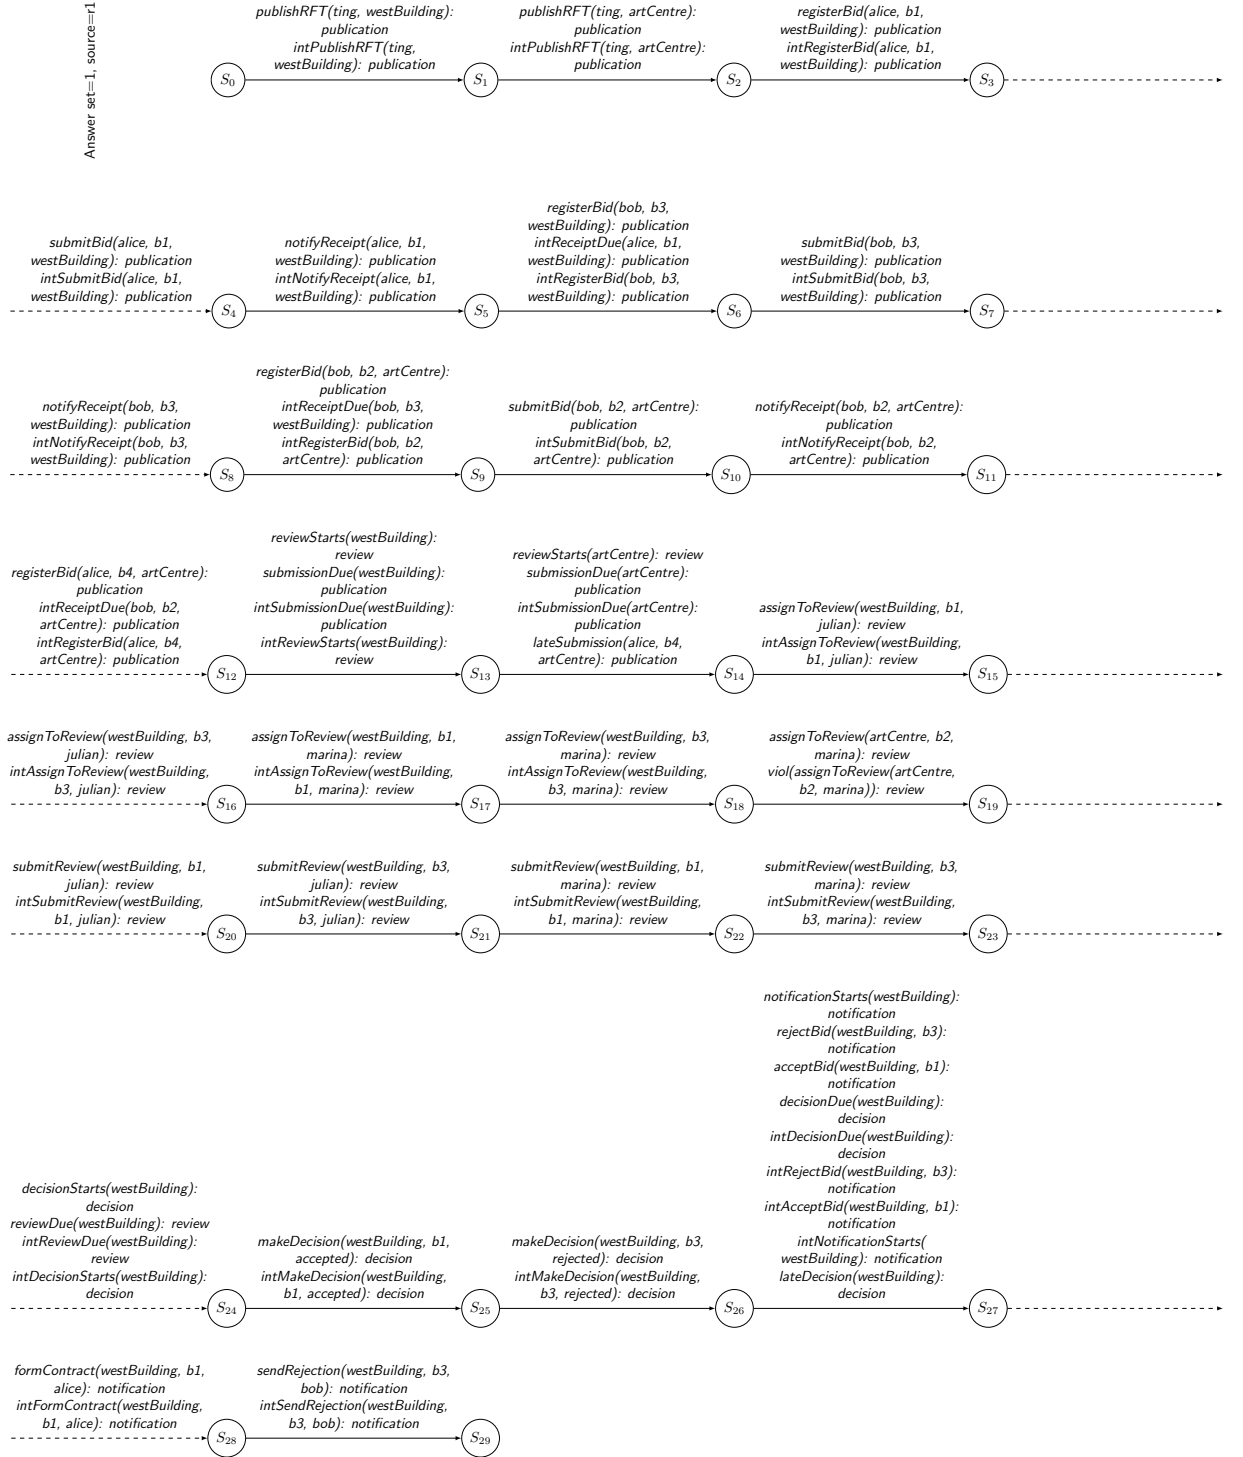 Answer set=1, source=r1
publishRFT(ting, westBuilding):
publication
intPublishRFT(ting,
westBuilding): publication
publishRFT(ting, artCentre):
publication
intPublishRFT(ting, artCentre):
publication
registerBid(alice, b1,
westBuilding): publication
intRegisterBid(alice, b1,
westBuilding): publication
S0
S1
S2
S3
submitBid(alice, b1,
westBuilding): publication
intSubmitBid(alice, b1,
westBuilding): publication
notifyReceipt(alice, b1,
westBuilding): publication
intNotifyReceipt(alice, b1,
westBuilding): publication
registerBid(bob, b3,
westBuilding): publication
intReceiptDue(alice, b1,
westBuilding): publication
intRegisterBid(bob, b3,
westBuilding): publication
submitBid(bob, b3,
westBuilding): publication
intSubmitBid(bob, b3,
westBuilding): publication
S4
S5
S6
S7
notifyReceipt(bob, b3,
westBuilding): publication
intNotifyReceipt(bob, b3,
westBuilding): publication
registerBid(bob, b2, artCentre):
publication
intReceiptDue(bob, b3,
westBuilding): publication
intRegisterBid(bob, b2,
artCentre): publication
submitBid(bob, b2, artCentre):
publication
intSubmitBid(bob, b2,
artCentre): publication
notifyReceipt(bob, b2, artCentre):
publication
intNotifyReceipt(bob, b2,
artCentre): publication
S8
S9
S10
S11
registerBid(alice, b4, artCentre):
publication
intReceiptDue(bob, b2,
artCentre): publication
intRegisterBid(alice, b4,
artCentre): publication
reviewStarts(westBuilding):
review
submissionDue(westBuilding):
publication
intSubmissionDue(westBuilding):
publication
intReviewStarts(westBuilding):
review
reviewStarts(artCentre): review
submissionDue(artCentre):
publication
intSubmissionDue(artCentre):
publication
lateSubmission(alice, b4,
artCentre): publication
assignToReview(westBuilding, b1,
julian): review
intAssignToReview(westBuilding,
b1, julian): review
S12
S13
S14
S15
assignToReview(westBuilding, b3,
julian): review
intAssignToReview(westBuilding,
b3, julian): review
assignToReview(westBuilding, b1,
marina): review
intAssignToReview(westBuilding,
b1, marina): review
assignToReview(westBuilding, b3,
marina): review
intAssignToReview(westBuilding,
b3, marina): review
assignToReview(artCentre, b2,
marina): review
viol(assignToReview(artCentre,
b2, marina)): review
S16
S17
S18
S19
submitReview(westBuilding, b1,
julian): review
intSubmitReview(westBuilding,
b1, julian): review
submitReview(westBuilding, b3,
julian): review
intSubmitReview(westBuilding,
b3, julian): review
submitReview(westBuilding, b1,
marina): review
intSubmitReview(westBuilding,
b1, marina): review
submitReview(westBuilding, b3,
marina): review
intSubmitReview(westBuilding,
b3, marina): review
S20
S21
S22
S23
decisionStarts(westBuilding):
decision
reviewDue(westBuilding): review
intReviewDue(westBuilding):
review
intDecisionStarts(westBuilding):
decision
makeDecision(westBuilding, b1,
accepted): decision
intMakeDecision(westBuilding,
b1, accepted): decision
makeDecision(westBuilding, b3,
rejected): decision
intMakeDecision(westBuilding,
b3, rejected): decision
notificationStarts(westBuilding):
notification
rejectBid(westBuilding, b3):
notification
acceptBid(westBuilding, b1):
notification
decisionDue(westBuilding):
decision
intDecisionDue(westBuilding):
decision
intRejectBid(westBuilding, b3):
notification
intAcceptBid(westBuilding, b1):
notification
intNotificationStarts(
westBuilding): notification
lateDecision(westBuilding):
decision
S24
S25
S26
S27
formContract(westBuilding, b1,
alice): notification
intFormContract(westBuilding,
b1, alice): notification
sendRejection(westBuilding, b3,
bob): notification
intSendRejection(westBuilding,
b3, bob): notification
S28
S29